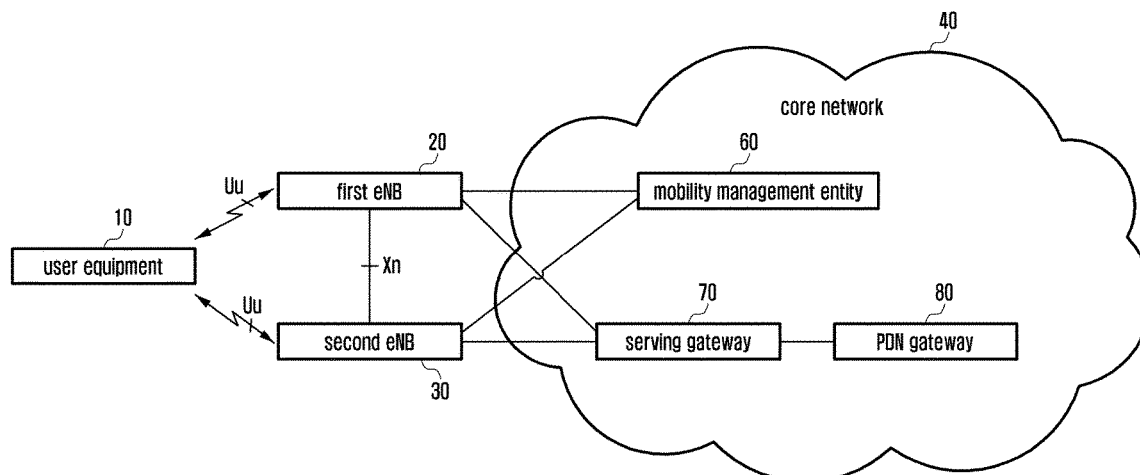 40
core network
20
60
Uu
first eNB
mobility management entity
10
user equipment
Xn
Uu
70
80
second eNB
serving gateway
PDN gateway
30